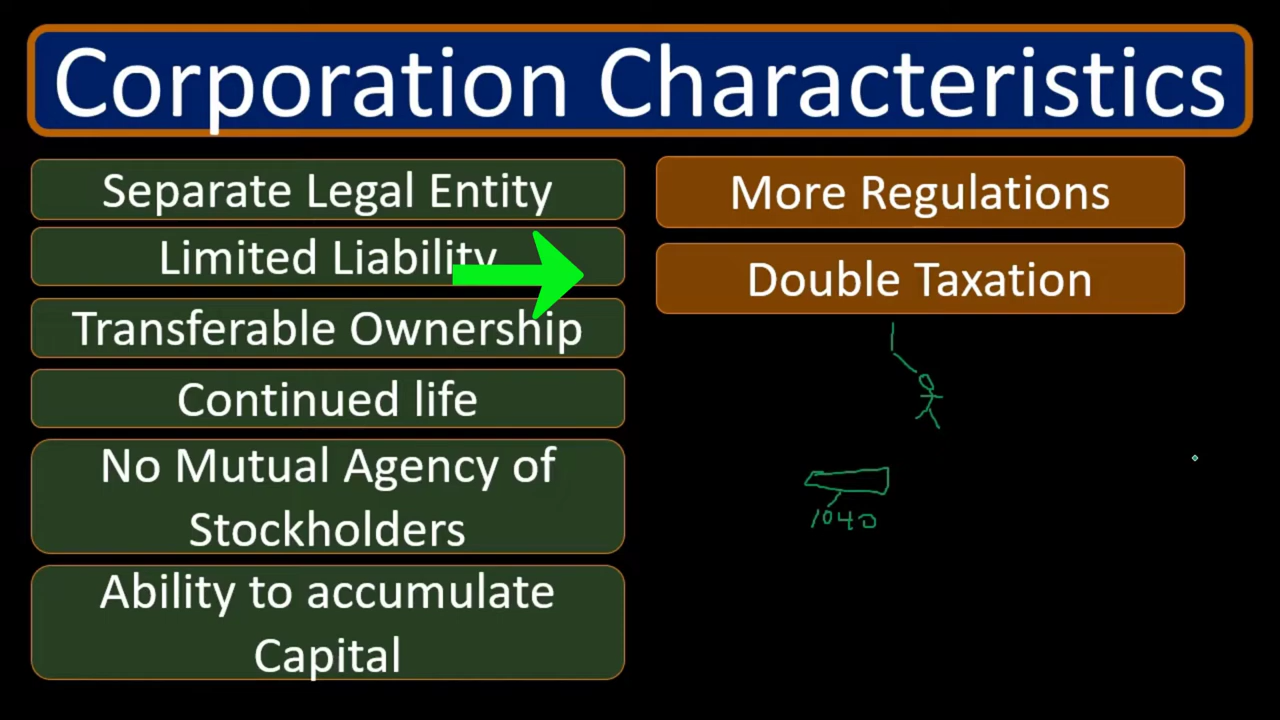 Corporation Characteristics
Separate Legal Entity
Limited Liability
Transferable Ownership
Continued life
No Mutual Agency of
Stockholders
Ability to accumulate
Capital
More Regulations
Double Taxation
1040